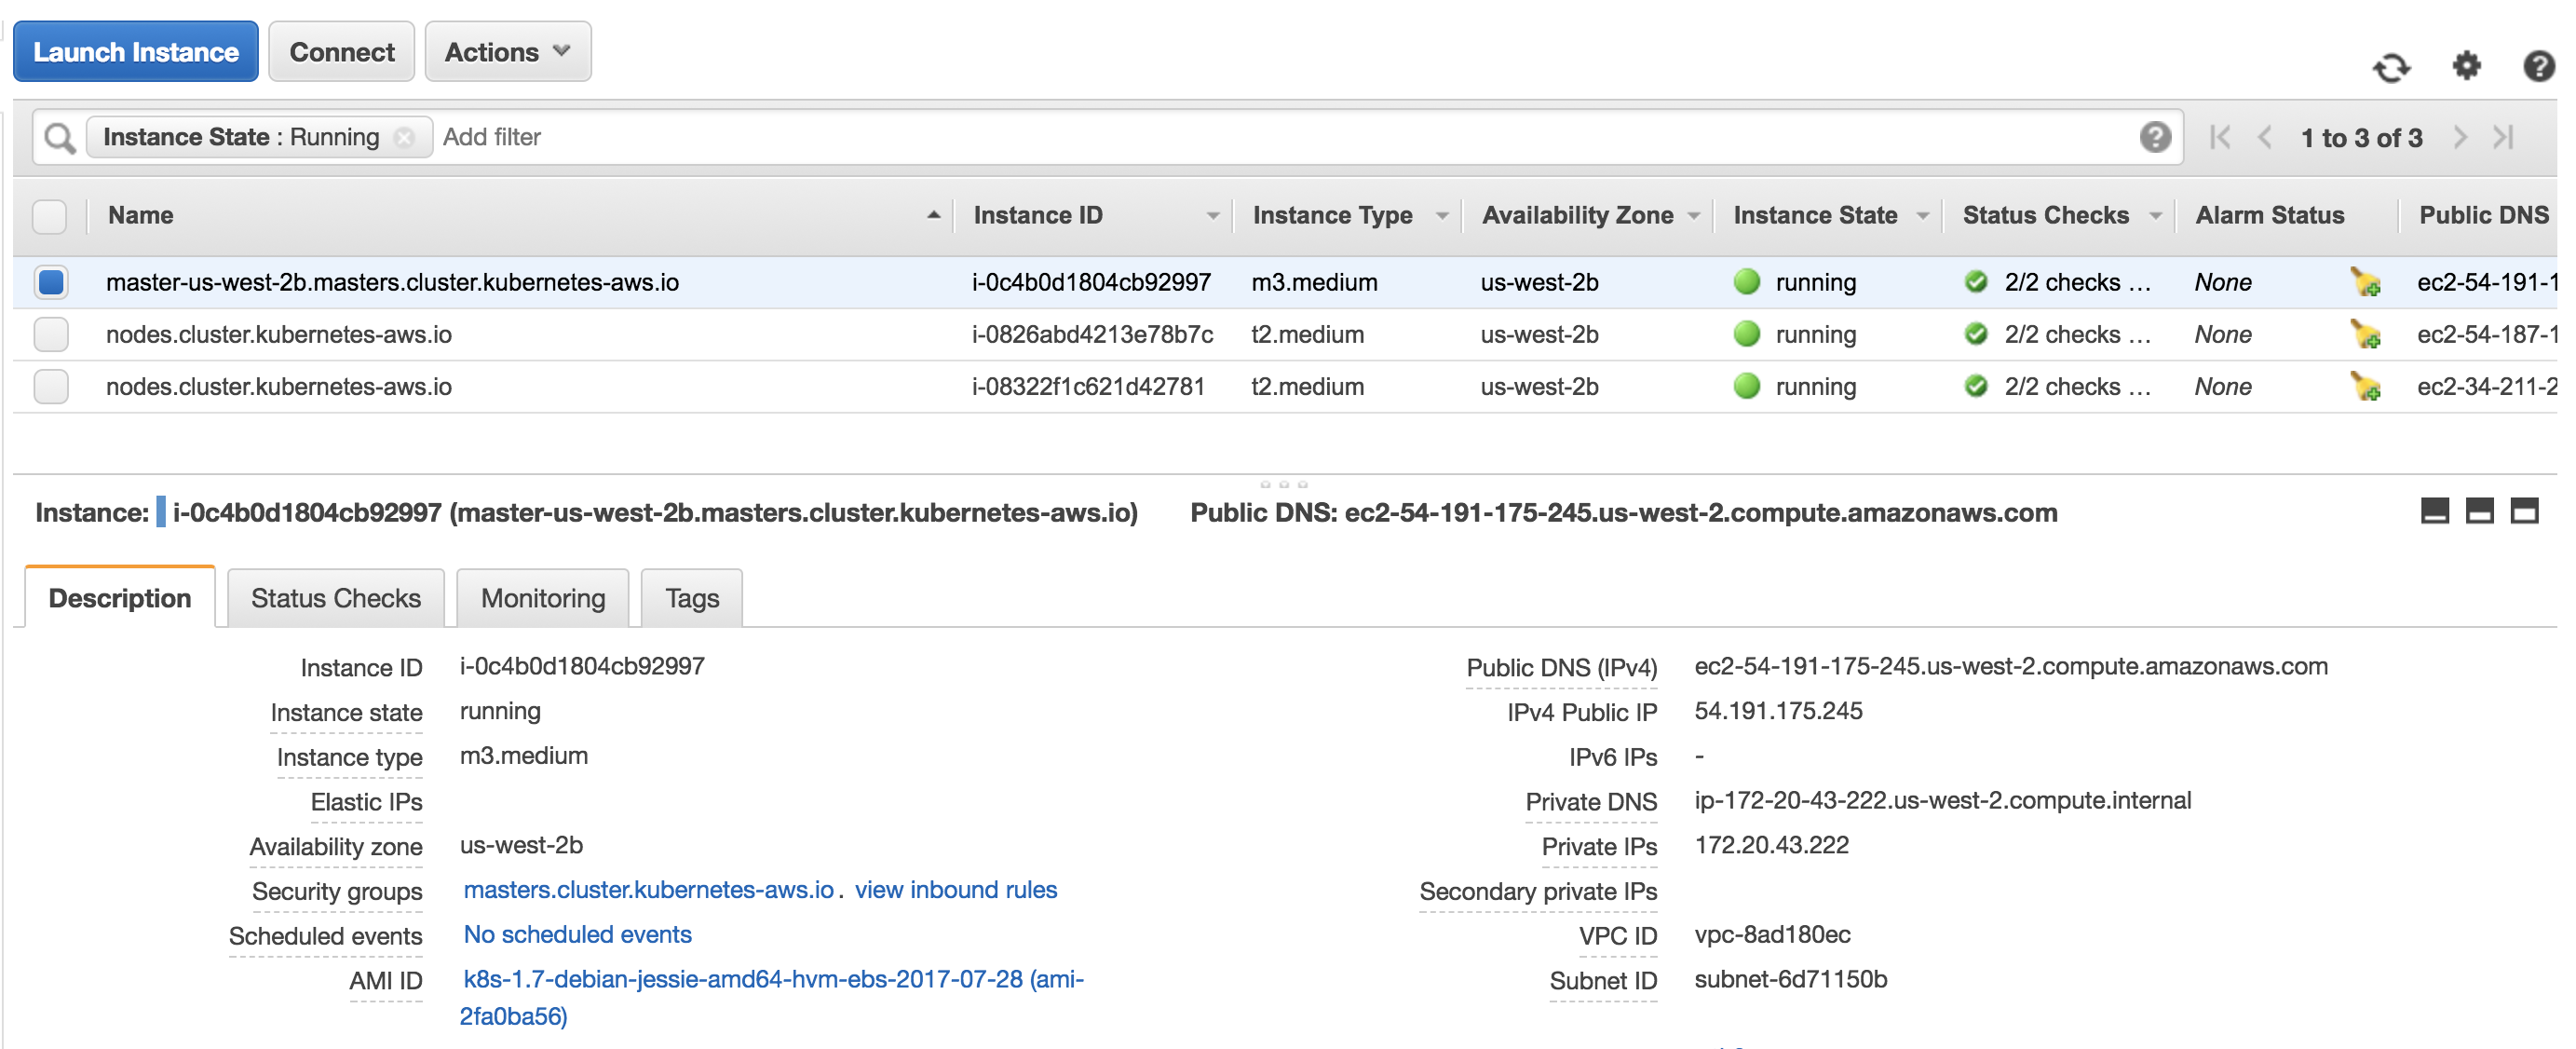 Launch Instance Connect Actions
Instance State : Running Add filter 1 to 3 of 3
Name Instance ID Instance Type Availability Zone Instance State Status Checks Alarm Status Public DNS
master-us-west-2b.masters.cluster.kubernetes-aws.io i-0c4b0d1804cb92997 m3.medium us-west-2b running 2/2 checks ... None ec2-54-191-1
nodes.cluster.kubernetes-aws.io i-0826abd4213e78b7c t2.medium us-west-2b running 2/2 checks ... None ec2-54-187-1
nodes.cluster.kubernetes-aws.io i-08322f1c621d42781 t2.medium us-west-2b running 2/2 checks ... None ec2-34-211-2
Instance: i-0c4b0d1804cb92997 (master-us-west-2b.masters.cluster.kubernetes-aws.io) Public DNS: ec2-54-191-175-245.us-west-2.compute.amazonaws.com
Description Status Checks Monitoring Tags
Instance ID i-0c4b0d1804cb92997 Public DNS (IPv4) ec2-54-191-175-245.us-west-2.compute.amazonaws.com
Instance state running IPv4 Public IP 54.191.175.245
Instance type m3.medium IPv6 IPs -
Elastic IPs Private DNS ip-172-20-43-222.us-west-2.compute.internal
Availability zone us-west-2b Private IPs 172.20.43.222
Security groups masters.cluster.kubernetes-aws.io . view inbound rules Secondary private IPs
Scheduled events No scheduled events VPC ID vpc-8ad180ec
AMI ID k8s-1.7-debian-jessie-amd64-hvm-ebs-2017-07-28 (ami- Subnet ID subnet-6d71150b
2fa0ba56)